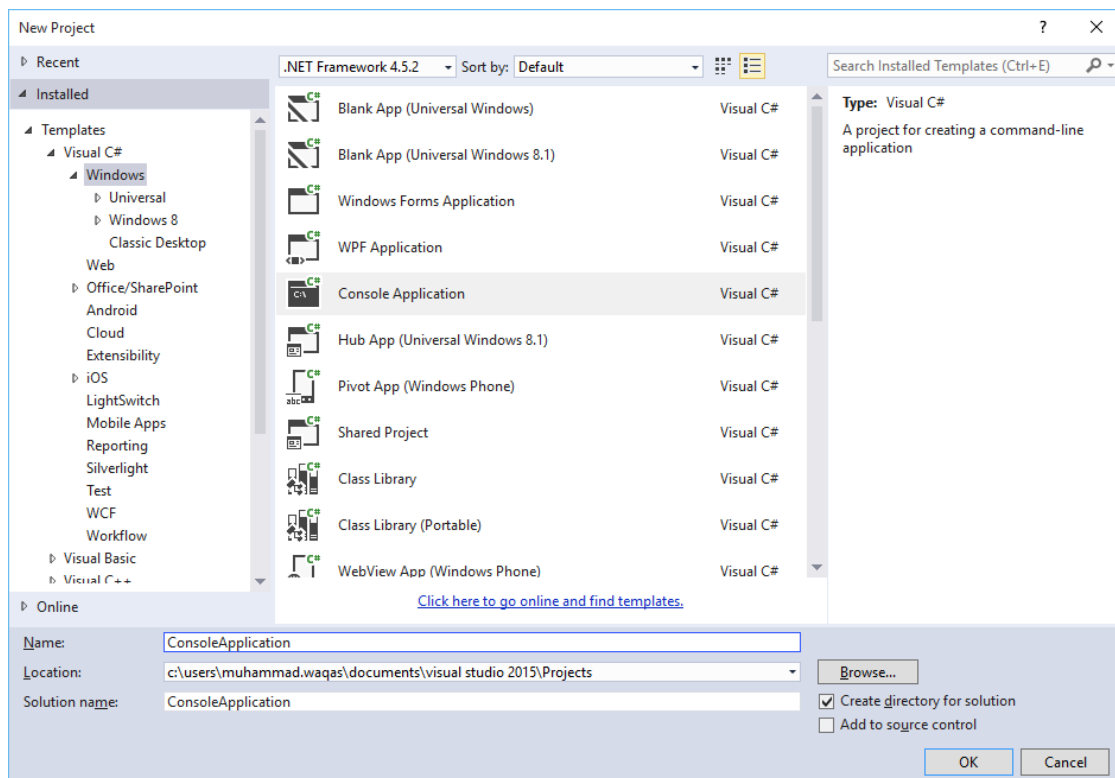 New Project
Recent
.NET Framework 4.5.2 Sort by: Default Search Installed Templates (Ctrl+E)
Installed
Templates
Visual C#
Windows
Universal
Windows 8
Classic Desktop
Web
Office/SharePoint
Android
Cloud
Extensibility
iOS
LightSwitch
Mobile Apps
Reporting
Silverlight
Test
WCF
Workflow
Visual Basic
Visual C++
Online
Blank App (Universal Windows) Visual C#
Blank App (Universal Windows 8.1) Visual C#
Windows Forms Application Visual C#
WPF Application Visual C#
Console Application Visual C#
Hub App (Universal Windows 8.1) Visual C#
Pivot App (Windows Phone) Visual C#
Shared Project Visual C#
Class Library Visual C#
Class Library (Portable) Visual C#
WebView App (Windows Phone) Visual C#
Click here to go online and find templates.
Type: Visual C#
A project for creating a command-line
application
Name: ConsoleApplication
Location: c:\users\muhammad.waqas\documents\visual studio 2015\Projects Browse...
Solution name: ConsoleApplication
Create directory for solution
Add to source control
OK Cancel